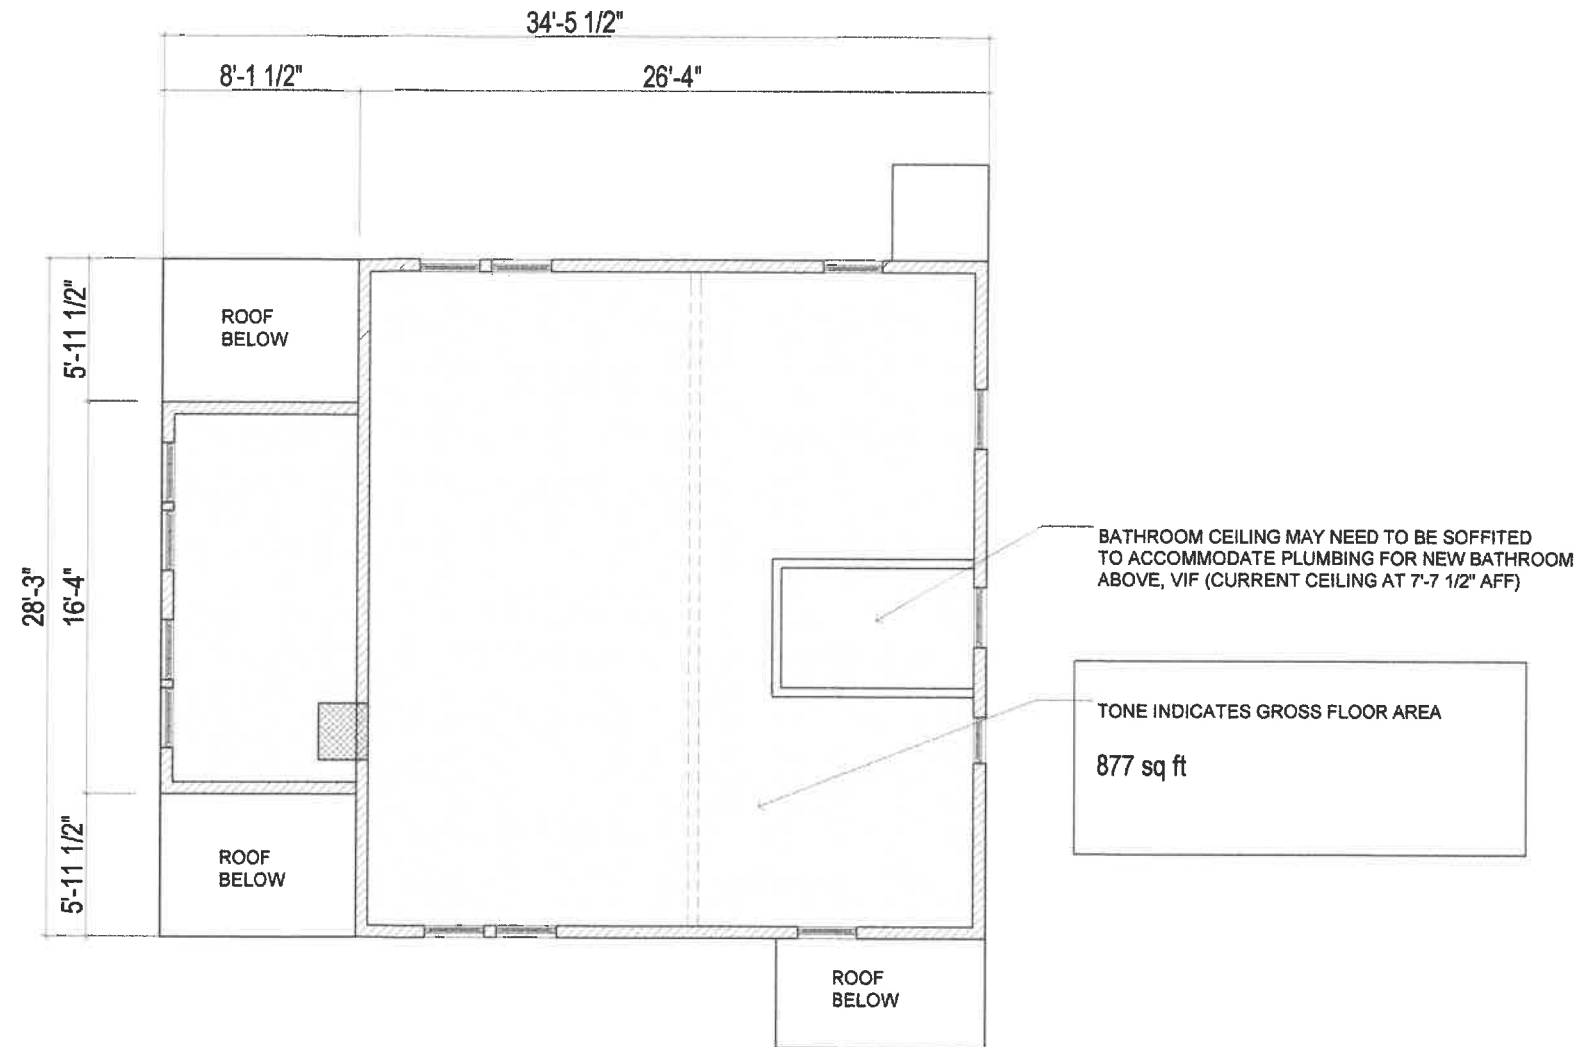 34'-5 1/2"
8'-1 1/2"
26'-4"
5'-11 1/2"
ROOF
BELOW
28'-3"
16'-4"
BATHROOM CEILING MAY NEED TO BE SOFFITED
TO ACCOMMODATE PLUMBING FOR NEW BATHROOM
ABOVE, VIF (CURRENT CEILING AT 7'-7 1/2" AFF)
TONE INDICATES GROSS FLOOR AREA
877 sq ft
5'-11 1/2"
ROOF
BELOW
ROOF
BELOW